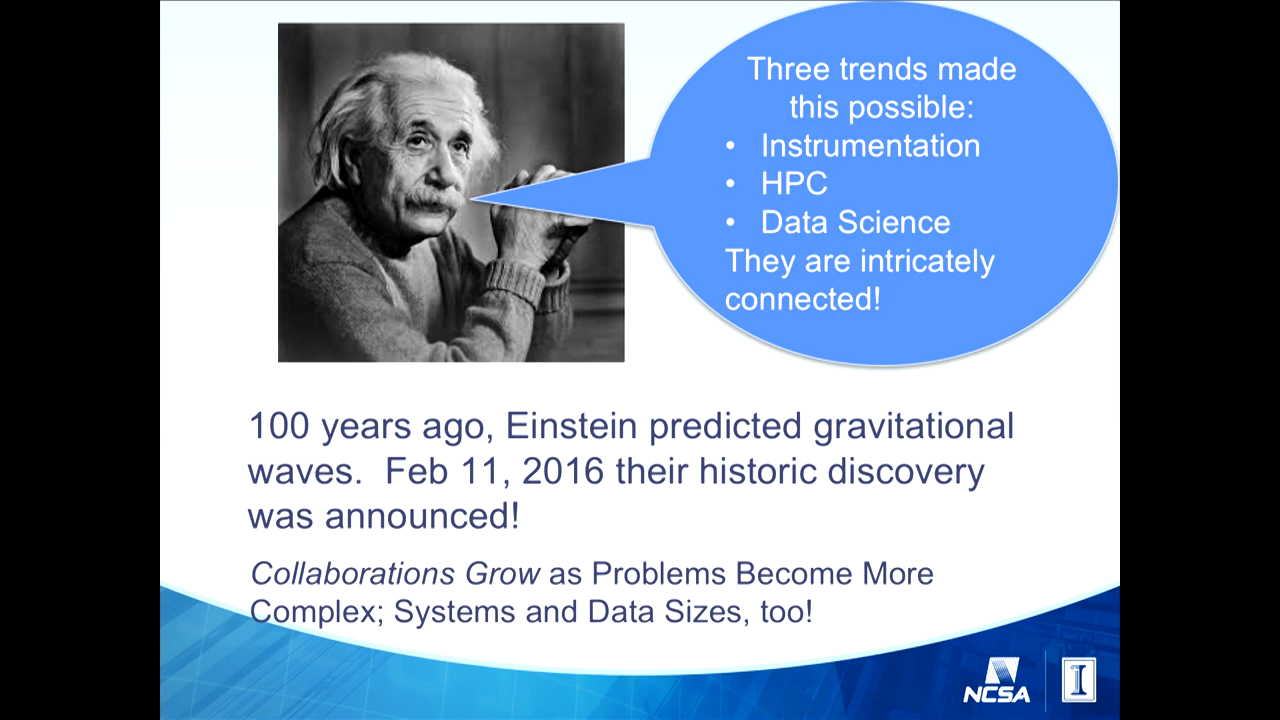 Three trends made
this possible:
• Instrumentation
• HPC
• Data Science
They are intricately
connected!
100 years ago, Einstein predicted gravitational
waves.  Feb 11, 2016 their historic discovery
was announced!
Collaborations Grow as Problems Become More
Complex; Systems and Data Sizes, too!
NCSA
I